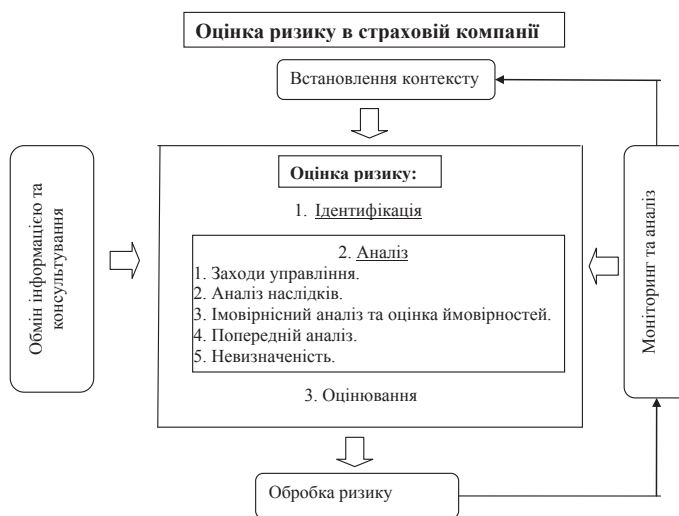 Оцінка ризику в страховій компанії
Встановлення контексту
Обмін інформацією та
консультування
Оцінка ризику:
1. Ідентифікація
2. Аналіз
1. Заходи управління.
2. Аналіз наслідків.
3. Імовірнісний аналіз та оцінка ймовірностей.
4. Попередній аналіз.
5. Невизначеність.
3. Оцінювання
Моніторинг та аналіз
Обробка ризику